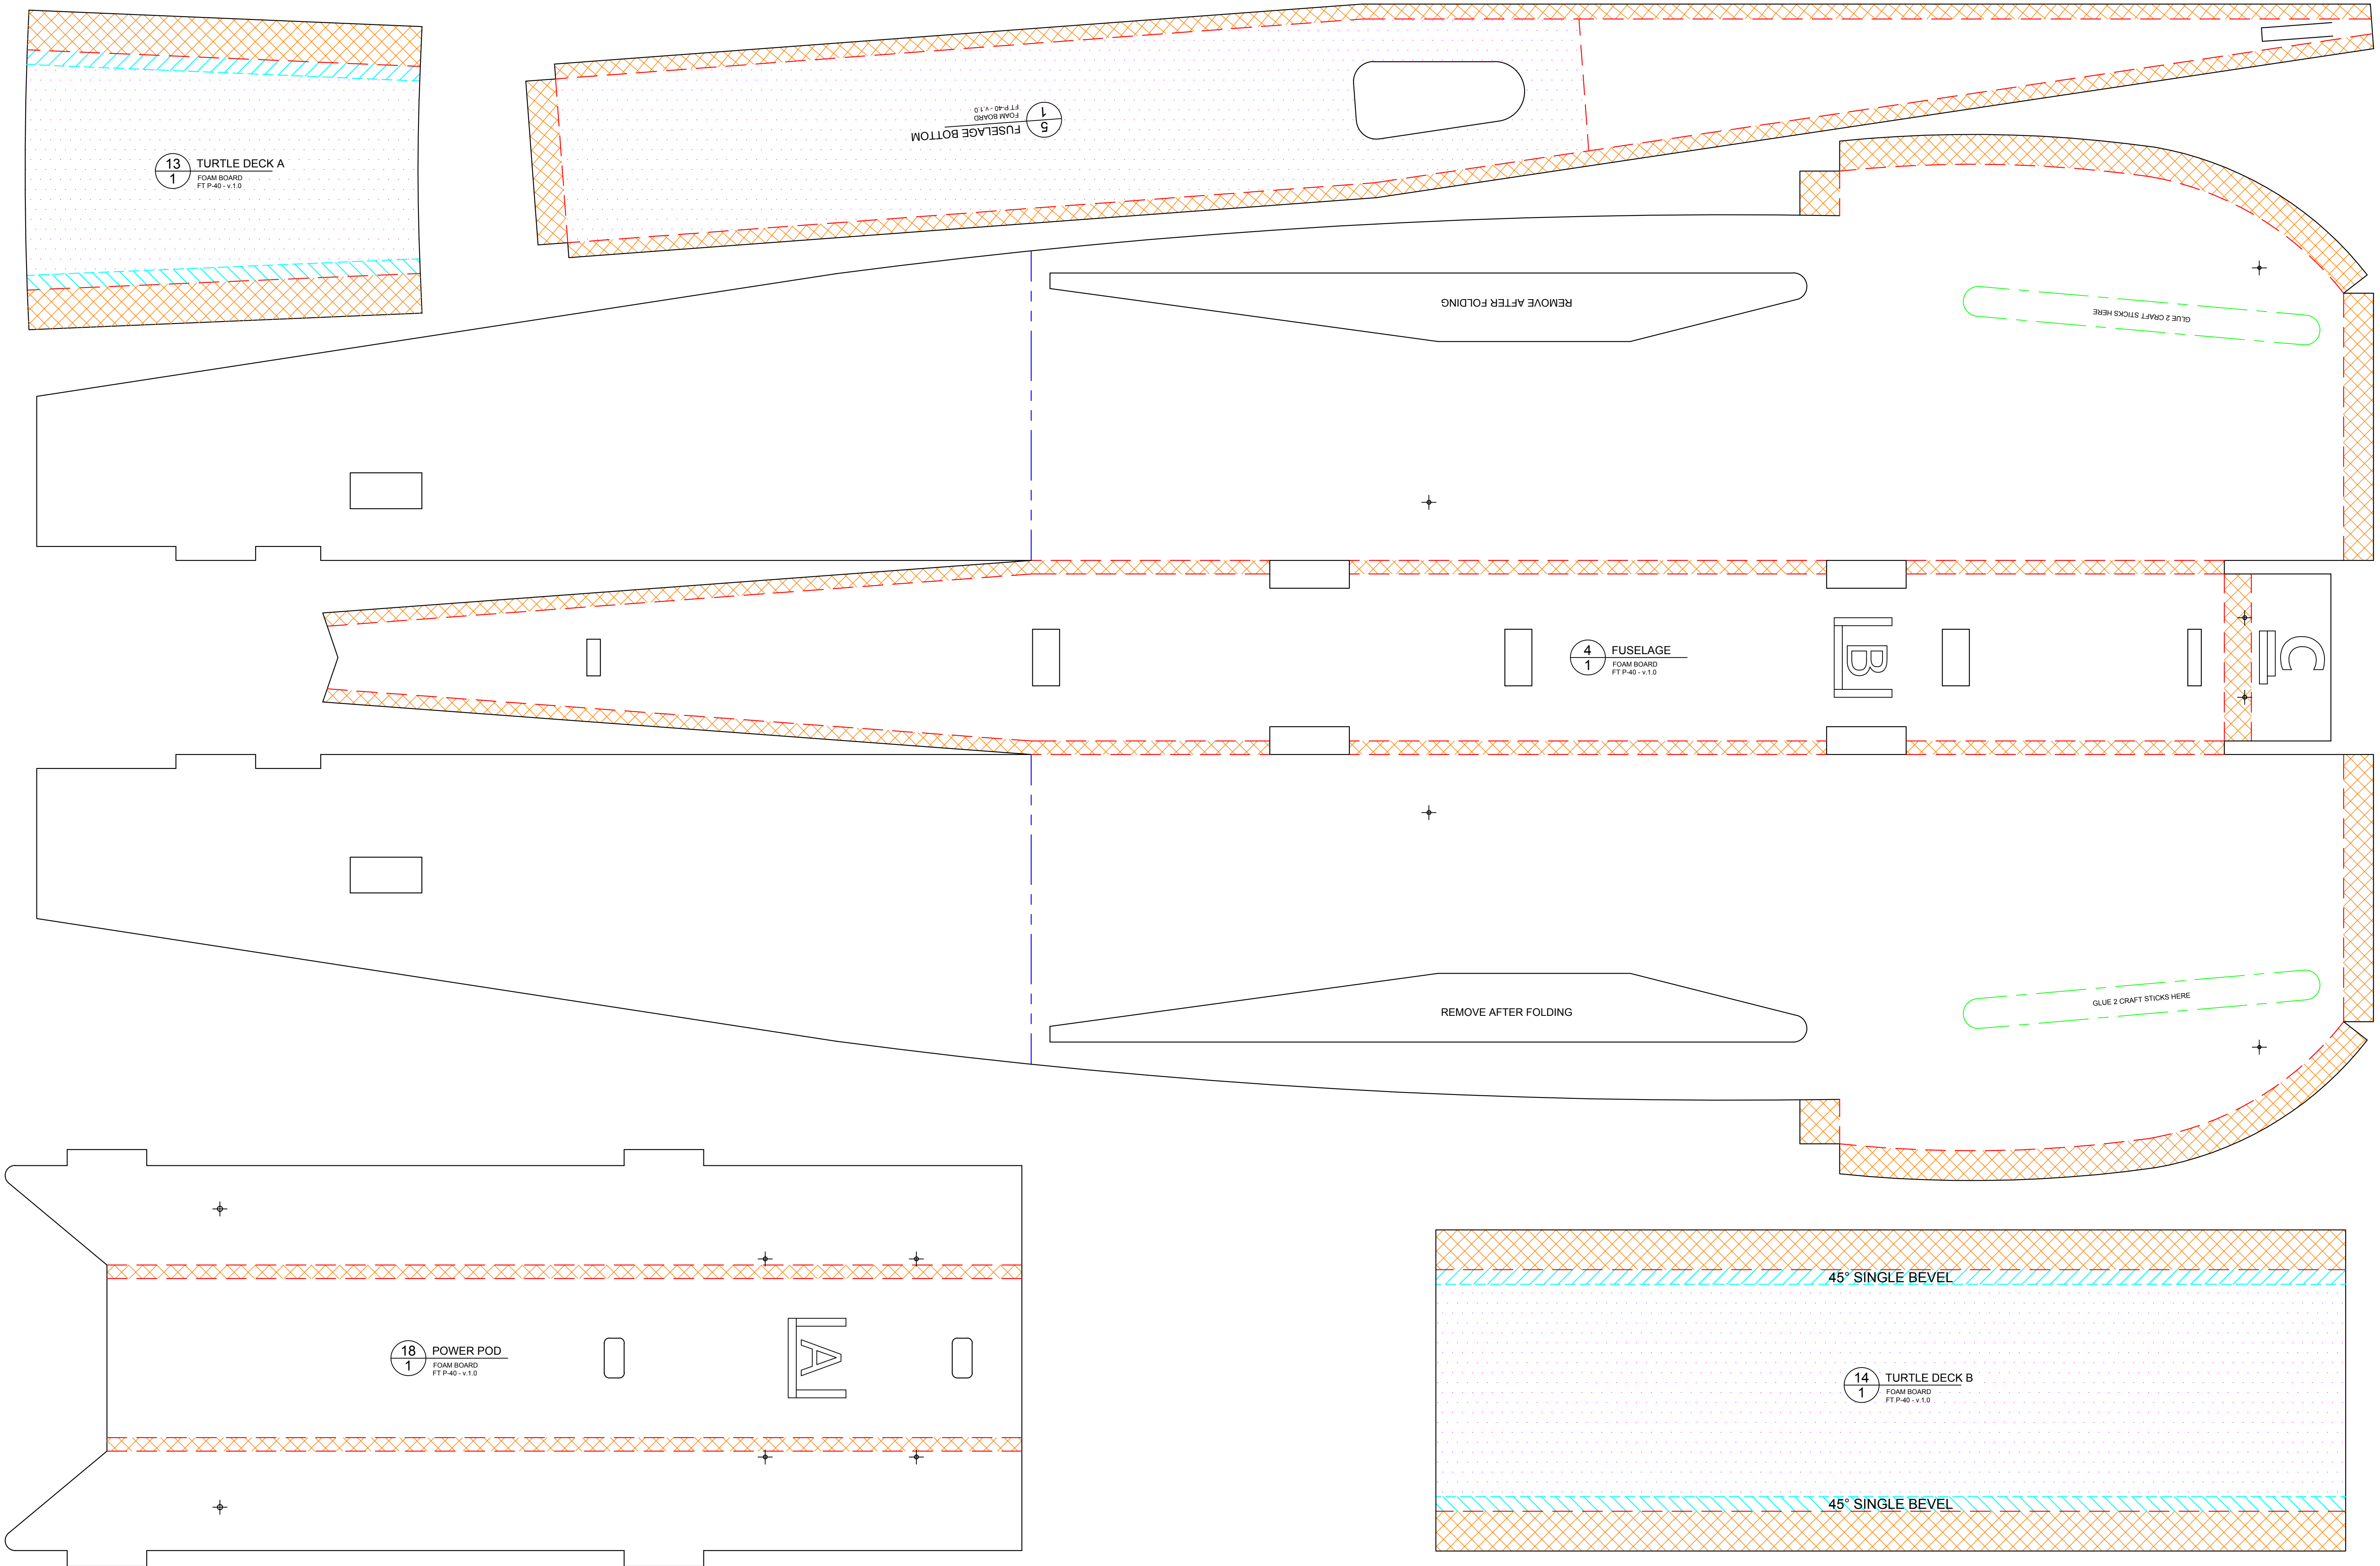 13
1
TURTLE DECK A
FOAM BOARD
FT P-40 - v.1.0
5
1
FUSELAGE BOTTOM
FOAM BOARD
FT P-40 - v.1.0
REMOVE AFTER FOLDING
GLUE 2 CRAFT STICKS HERE
4
1
FUSELAGE
FOAM BOARD
FT P-40 - v.1.0
B
C
REMOVE AFTER FOLDING
GLUE 2 CRAFT STICKS HERE
18
1
POWER POD
FOAM BOARD
FT P-40 - v.1.0
A
45° SINGLE BEVEL
14
1
TURTLE DECK B
FOAM BOARD
FT P-40 - v.1.0
45° SINGLE BEVEL